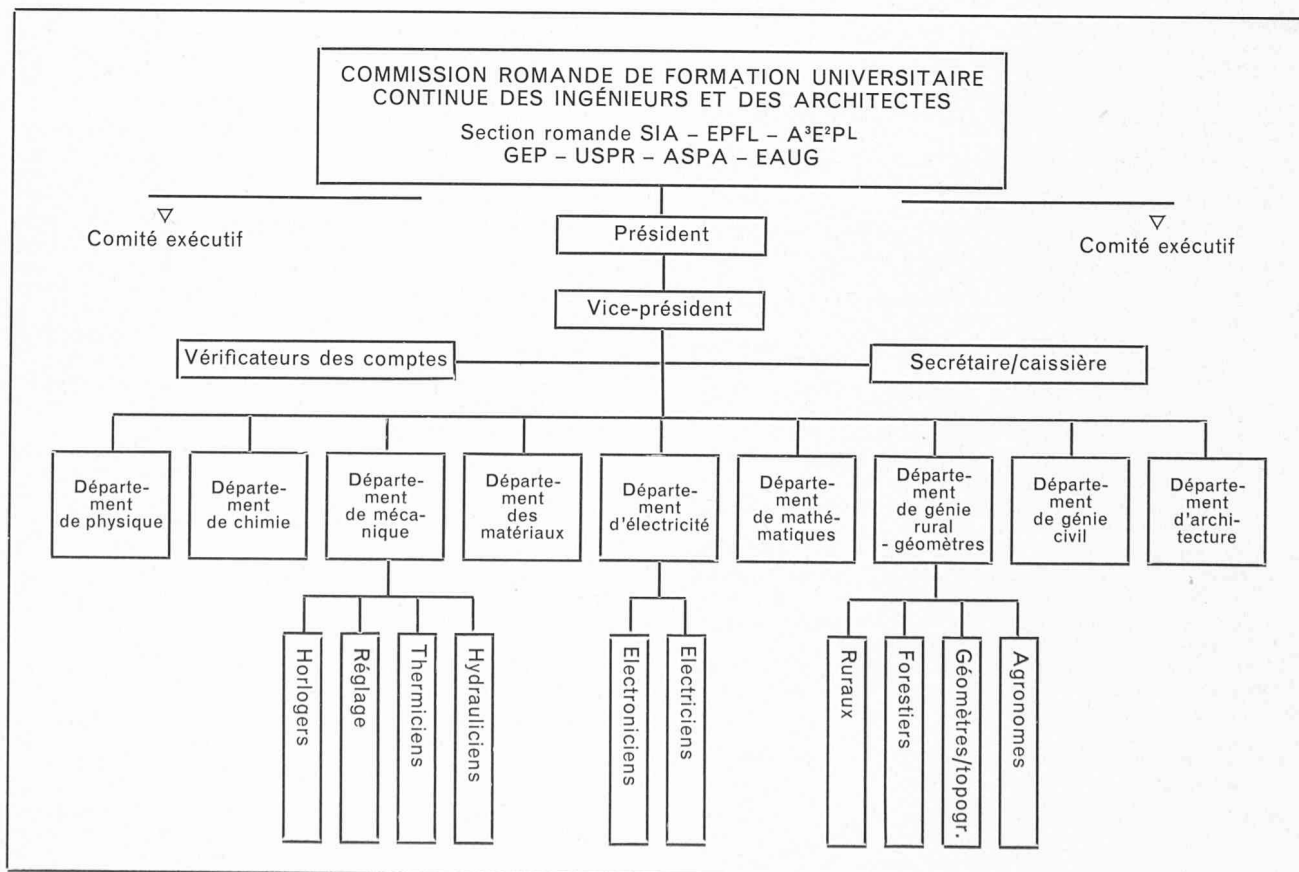 COMMISSION ROMANDE DE FORMATION UNIVERSITAIRE
CONTINUE DES INGÉNIEURS ET DES ARCHITECTES
Section romande SIA – EPFL – A³E²PL
GEP – USPR – ASPA – EAUG
Comité exécutif
Président
Comité exécutif
Vice-président
Vérificateurs des comptes
Secrétaire/caissière
Départe-
ment
de physique
Départe-
ment
de chimie
Départe-
ment
de méca-
nique
Départe-
ment
des
matériaux
Départe-
ment
d'électricité
Départe-
ment
de mathé-
matiques
Départe-
ment
de génie
rural
- géomètres
Départe-
ment
de génie
civil
Départe-
ment
d'archi-
tecture
Horlogers
Réglage
Thermiciens
Hydrauliciens
Electroniciens
Electriciens
Ruraux
Forestiers
Géomètres/topogr.
Agronomes